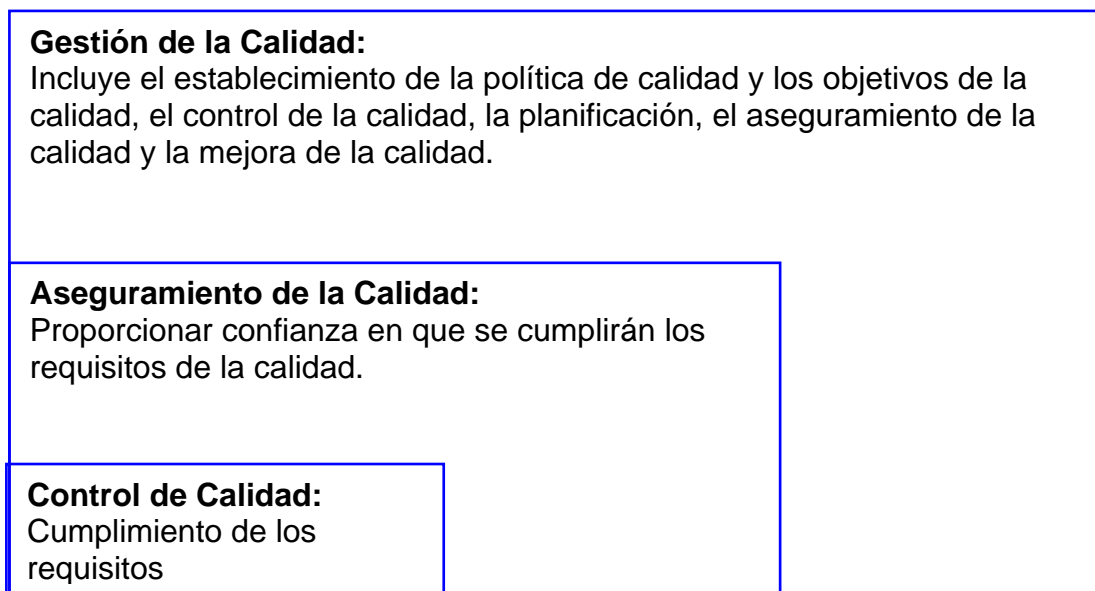 Gestión de la Calidad:
Incluye el establecimiento de la política de calidad y los objetivos de la
calidad, el control de la calidad, la planificación, el aseguramiento de la
calidad y la mejora de la calidad.
Aseguramiento de la Calidad:
Proporcionar confianza en que se cumplirán los
requisitos de la calidad.
Control de Calidad:
Cumplimiento de los
requisitos